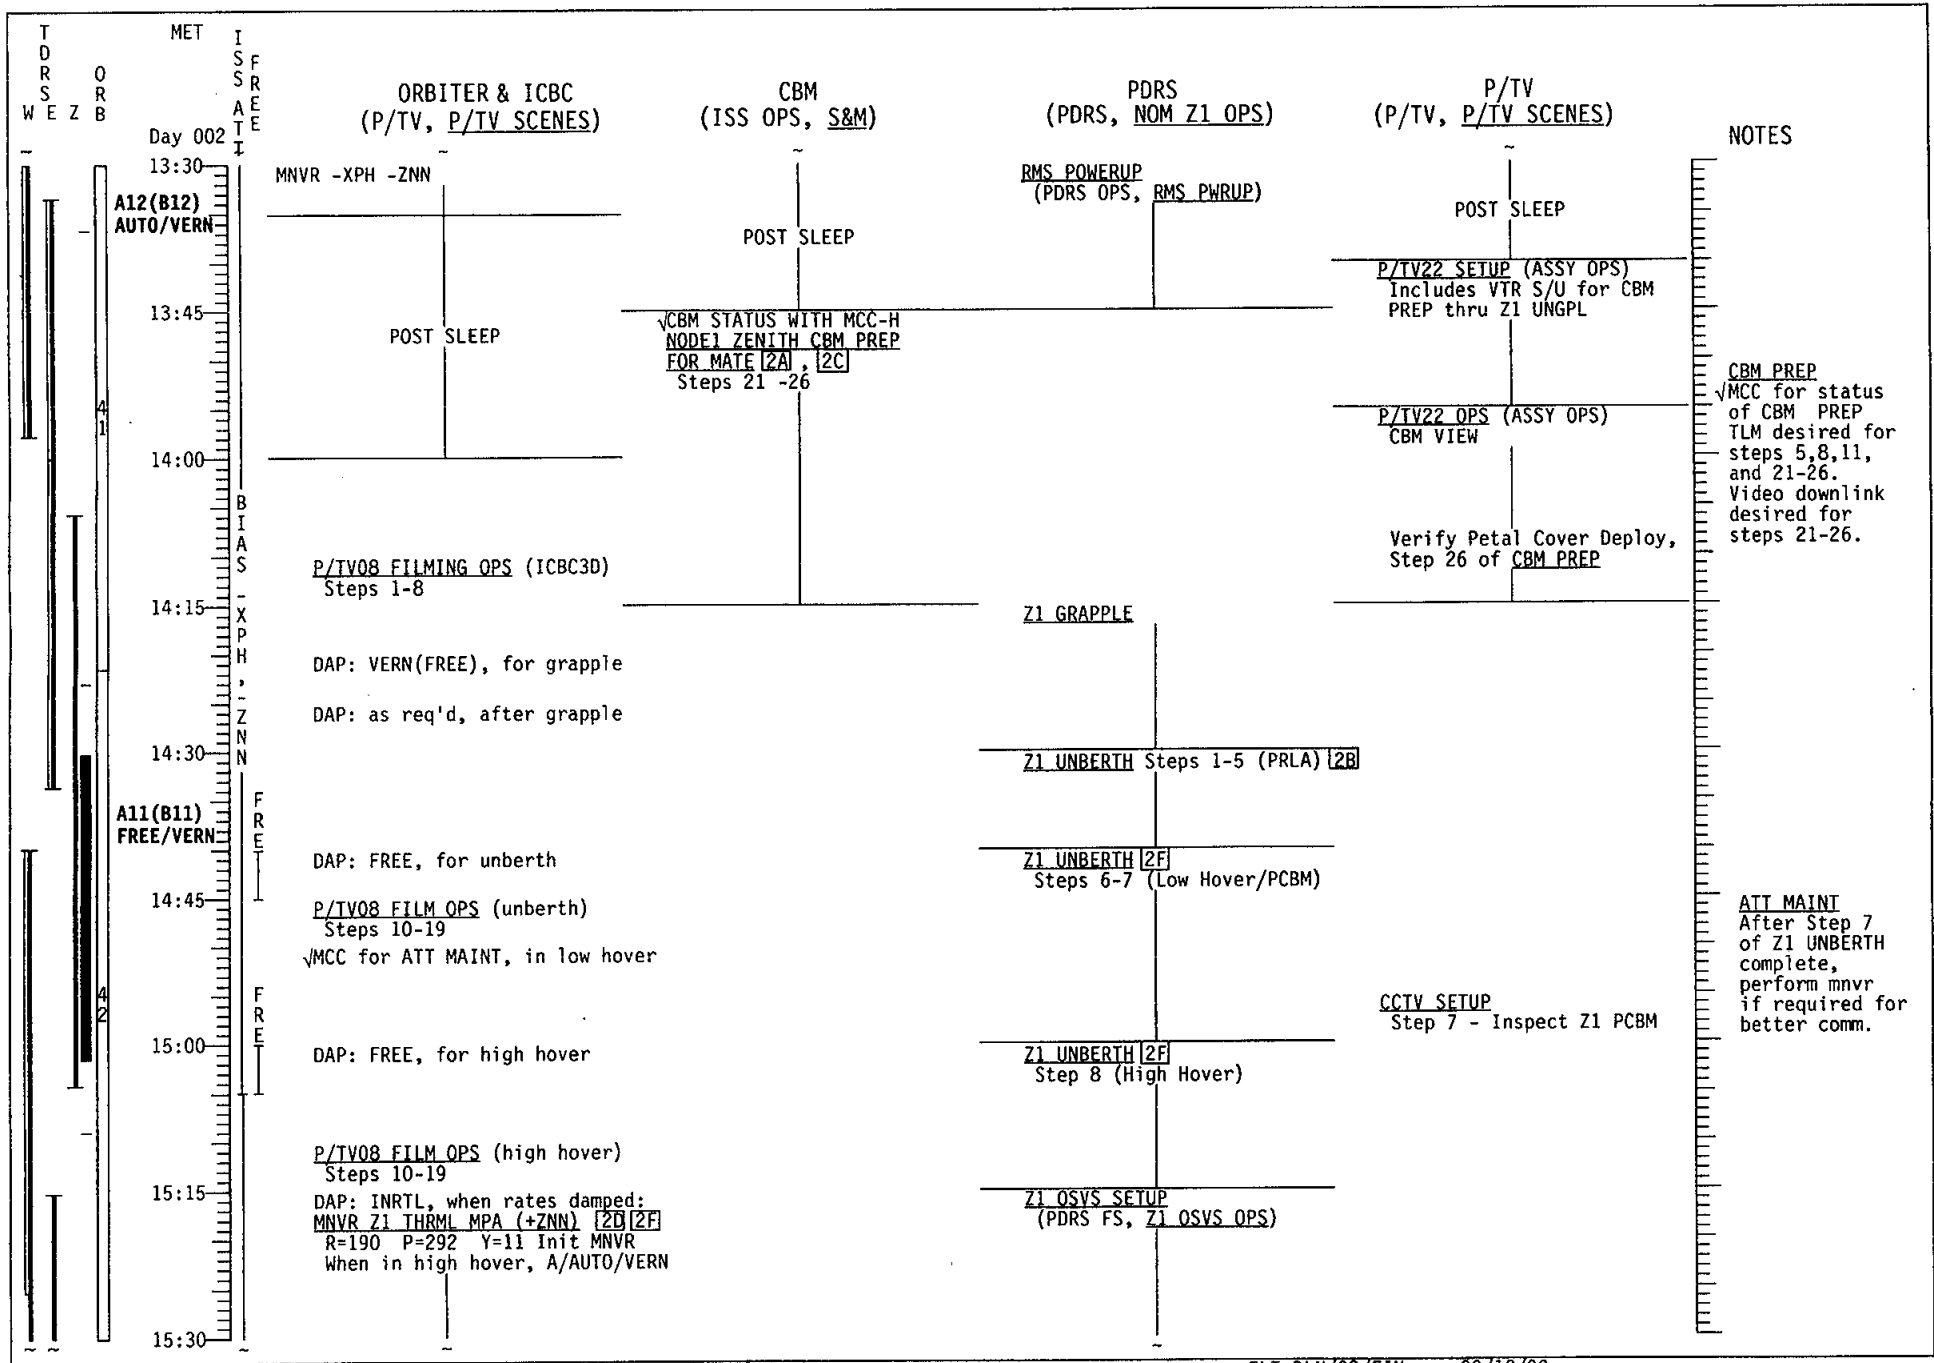 TDRS
W E Z
ORB
MET
ISS ATT
FREE
Day 002
ORBITER & ICBC
(P/TV, P/TV SCENES)
CBM
(ISS OPS, S&M)
PDRS
(PDRS, NOM Z1 OPS)
P/TV
(P/TV, P/TV SCENES)
NOTES
13:30
A12(B12)
AUTO/VERN
13:45
14:00
14:15
14:30
A11(B11)
FREE/VERN
14:45
15:00
15:15
15:30
41
42
BIAS -XPH,-ZNN
FRE
FRE
MNVR -XPH -ZNN
POST SLEEP
P/TV08 FILMING OPS (ICBC3D)
Steps 1-8
DAP: VERN(FREE), for grapple
DAP: as req'd, after grapple
DAP: FREE, for unberth
P/TV08 FILM OPS (unberth)
Steps 10-19
√MCC for ATT MAINT, in low hover
DAP: FREE, for high hover
P/TV08 FILM OPS (high hover)
Steps 10-19
DAP: INRTL, when rates damped:
MNVR Z1 THRML MPA (+ZNN) 2D 2F
R=190 P=292 Y=11 Init MNVR
When in high hover, A/AUTO/VERN
POST SLEEP
√CBM STATUS WITH MCC-H
NODE1 ZENITH CBM PREP
FOR MATE 2A , 2C
Steps 21 -26
RMS POWERUP
(PDRS OPS, RMS PWRUP)
Z1 GRAPPLE
Z1 UNBERTH Steps 1-5 (PRLA) 2B
Z1 UNBERTH 2F
Steps 6-7 (Low Hover/PCBM)
Z1 UNBERTH 2F
Step 8 (High Hover)
Z1 OSVS SETUP
(PDRS FS, Z1 OSVS OPS)
POST SLEEP
P/TV22 SETUP (ASSY OPS)
Includes VTR S/U for CBM
PREP thru Z1 UNGPL
P/TV22 OPS (ASSY OPS)
CBM VIEW
Verify Petal Cover Deploy,
Step 26 of CBM PREP
CCTV SETUP
Step 7 - Inspect Z1 PCBM
CBM PREP
√MCC for status
of CBM PREP
TLM desired for
steps 5,8,11,
and 21-26.
Video downlink
desired for
steps 21-26.
ATT MAINT
After Step 7
of Z1 UNBERTH
complete,
perform mnvr
if required for
better comm.